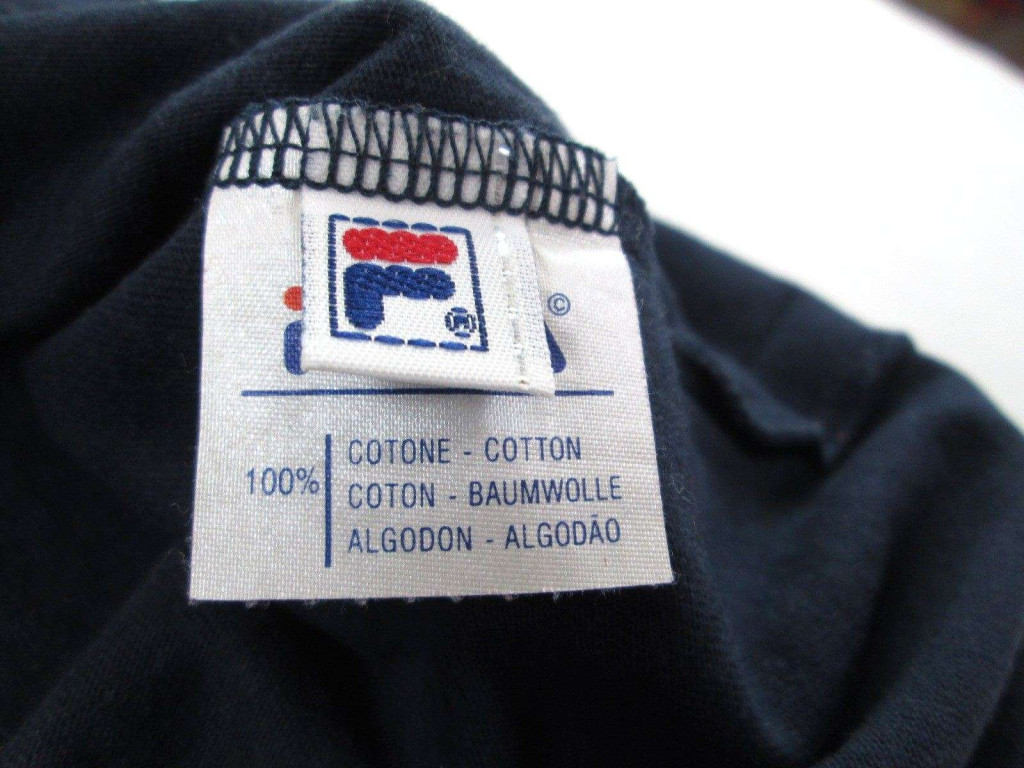 F
®
©
COTONE - COTTON
100%
COTON - BAUMWOLLE
ALGODON - ALGODÃO